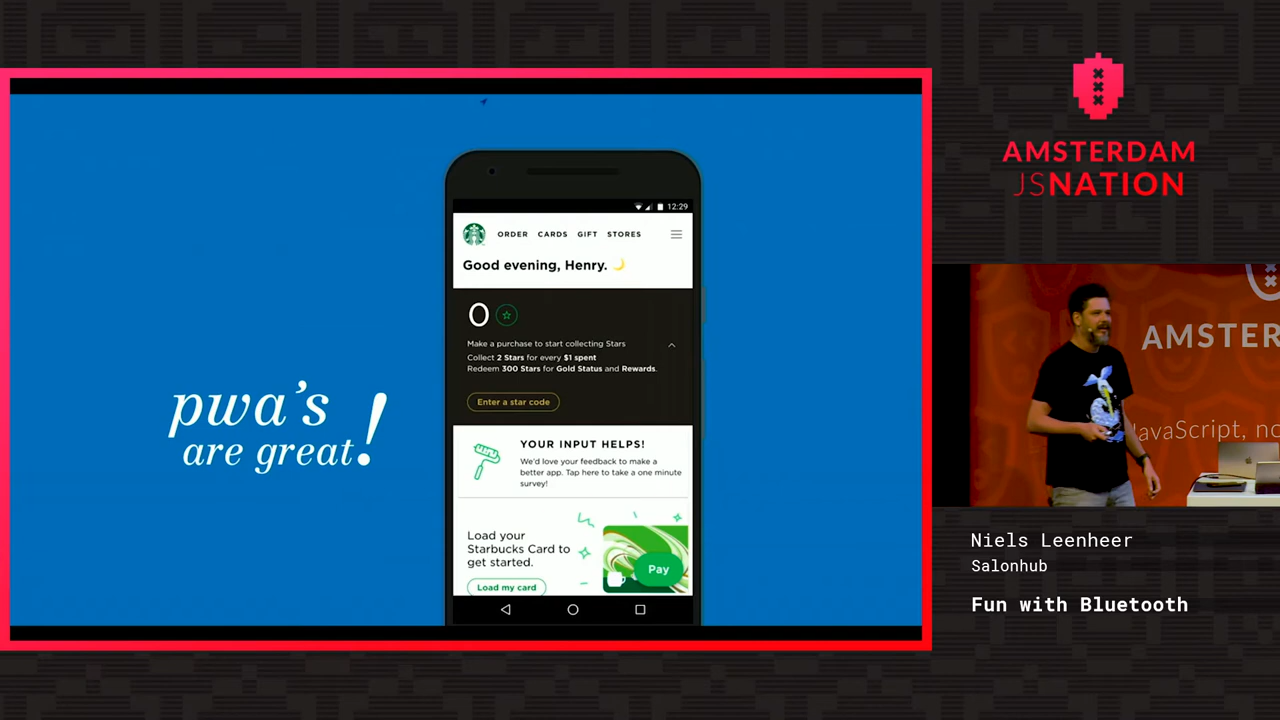 pwa's
are great!
12:29
ORDER CARDS GIFT STORES
Good evening, Henry. 🌙
0
Make a purchase to start collecting Stars
Collect 2 Stars for every $1 spent
Redeem 300 Stars for Gold Status and Rewards.
Enter a star code
YOUR INPUT HELPS!
We'd love your feedback to make a
better app. Tap here to take a one minute
survey!
Load your
Starbucks Card to
get started.
Pay
Load my card
AMSTERDAM
JSNATION
AMSTER
JavaScript, no
Niels Leenheer
Salonhub
Fun with Bluetooth